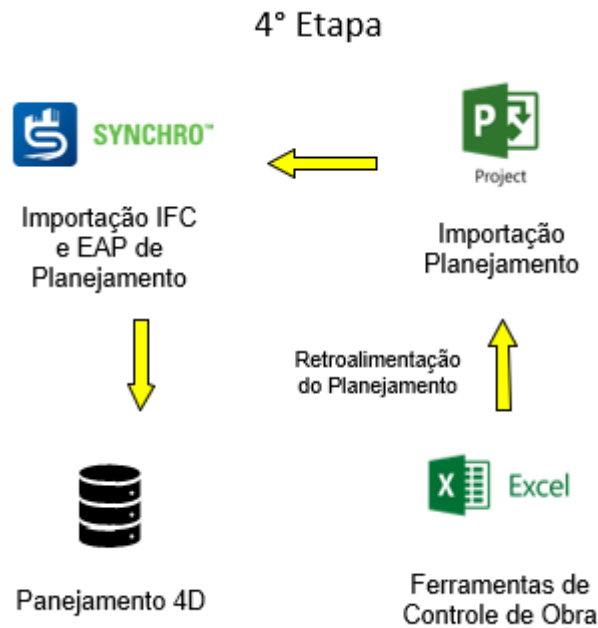 4° Etapa
SYNCHRO™
Importação IFC
e EAP de
Planejamento
P
Project
Importação
Planejamento
Retroalimentação
do Planejamento
Panejamento 4D
X
Excel
Ferramentas de
Controle de Obra